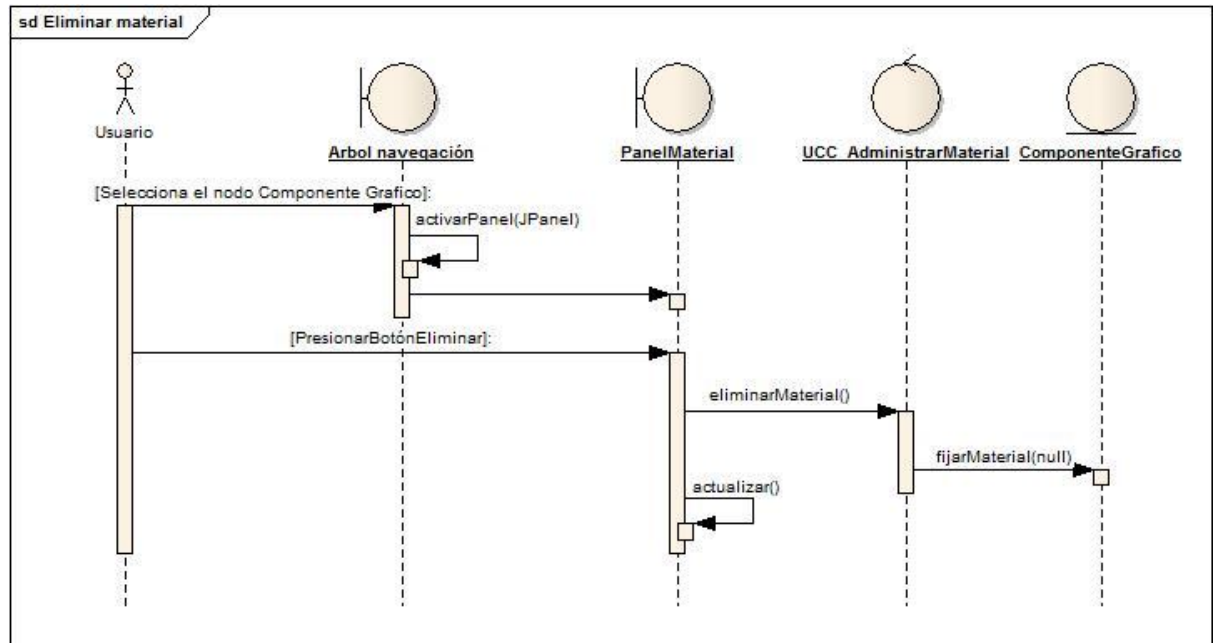 sd Eliminar material
Usuario
Arbol navegación
PanelMaterial
UCC_AdministrarMaterial
ComponenteGrafico
[Selecciona el nodo Componente Grafico]:
activarPanel(JPanel)
[PresionarBotónEliminar]:
eliminarMaterial()
fijarMaterial(null)
actualizar()